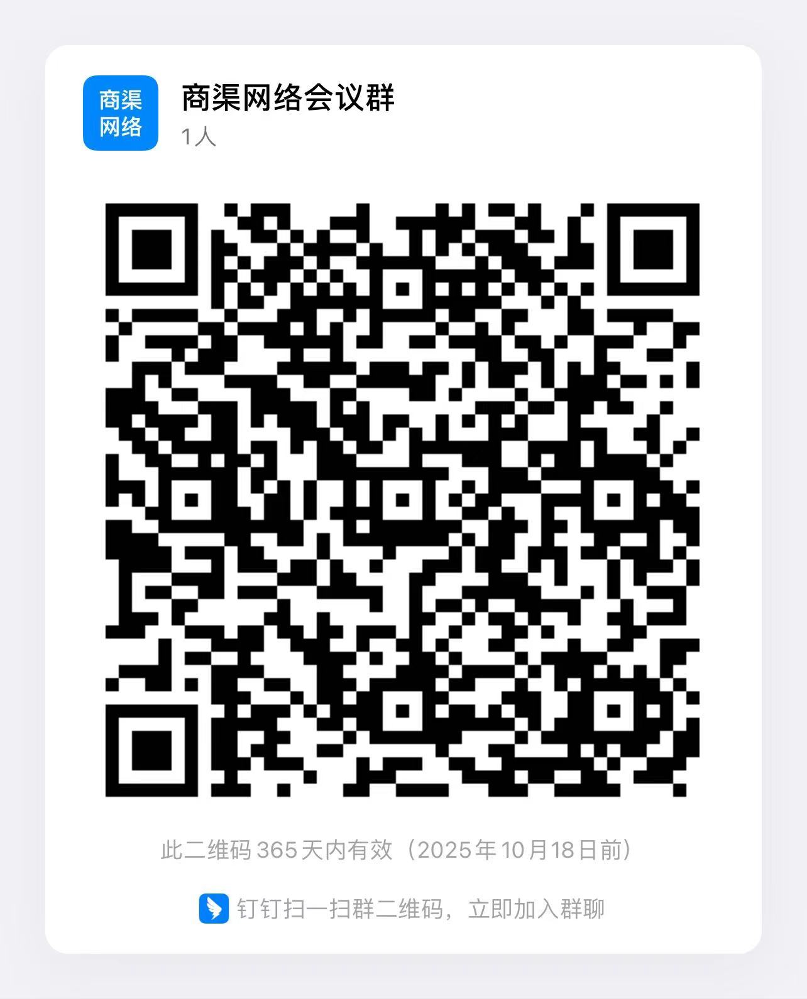 商渠
网络
商渠网络会议群
1人
此二维码365天内有效（2025年10月18日前）
钉钉扫一扫群二维码，立即加入群聊